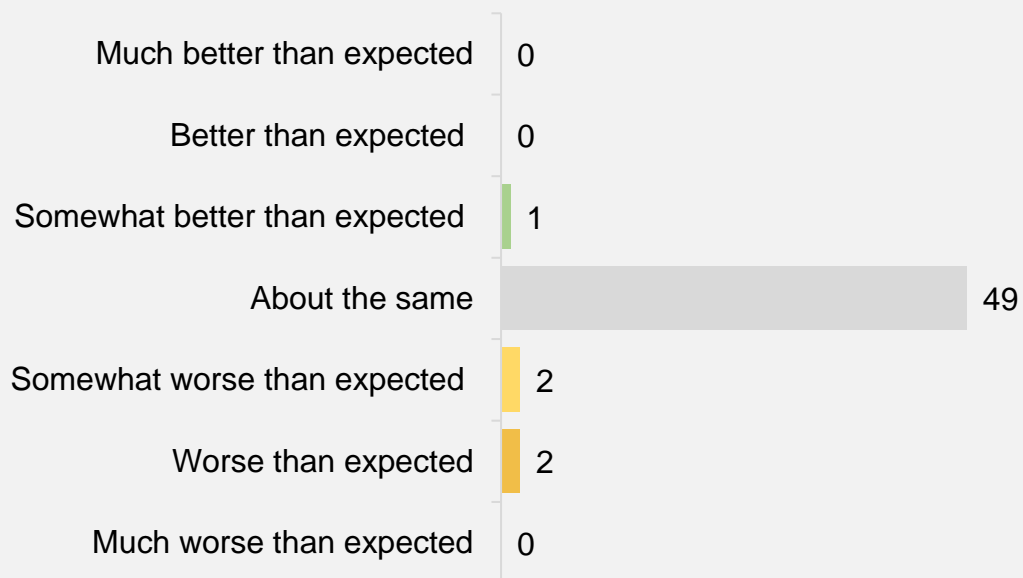 Much better than expected 0
Better than expected 0
Somewhat better than expected 1
About the same 49
Somewhat worse than expected 2
Worse than expected 2
Much worse than expected 0